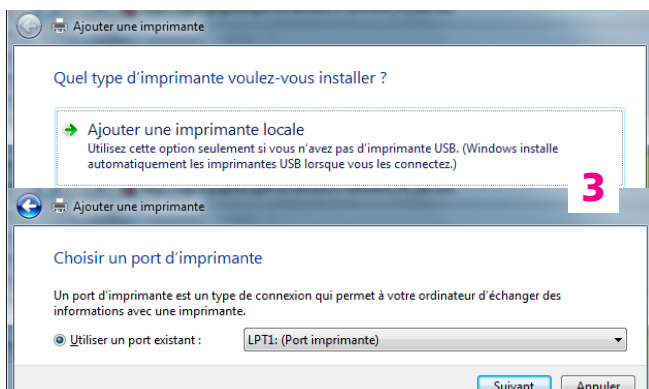 Ajouter une imprimante
Quel type d'imprimante voulez-vous installer ?
Ajouter une imprimante locale
Utilisez cette option seulement si vous n'avez pas d'imprimante USB. (Windows installe
automatiquement les imprimantes USB lorsque vous les connectez.)
3
Ajouter une imprimante
Choisir un port d'imprimante
Un port d'imprimante est un type de connexion qui permet à votre ordinateur d'échanger des
informations avec une imprimante.
Utiliser un port existant : LPT1: (Port imprimante)
Suivant Annuler